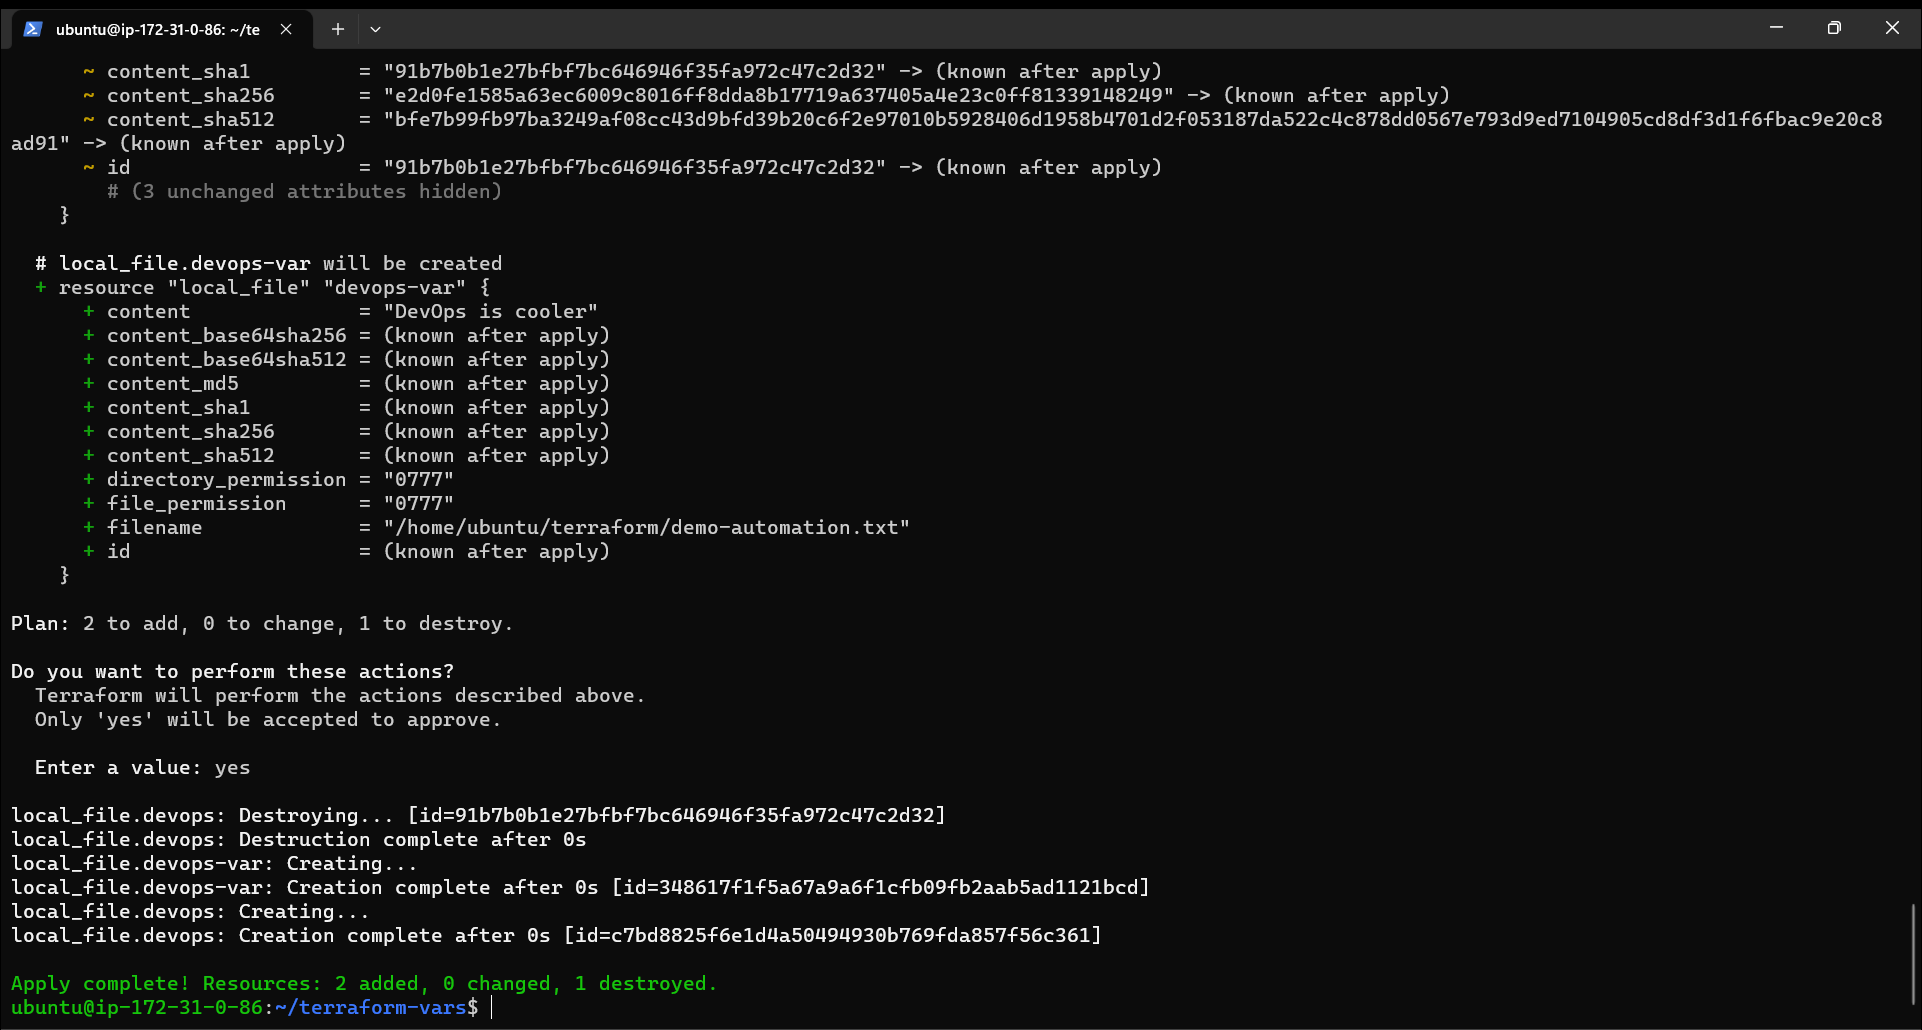 ubuntu@ip-172-31-0-86: ~/te
~ content_sha1         = "91b7b0b1e27bfbf7bc646946f35fa972c47c2d32" -> (known after apply)
~ content_sha256       = "e2d0fe1585a63ec6009c8016ff8dda8b17719a637405a4e23c0ff81339148249" -> (known after apply)
~ content_sha512       = "bfe7b99fb97ba3249af08cc43d9bfd39b20c6f2e97010b5928406d1958b4701d2f053187da522c4c878dd0567e793d9ed7104905cd8df3d1f6fbac9e20c8
ad91" -> (known after apply)
~ id                   = "91b7b0b1e27bfbf7bc646946f35fa972c47c2d32" -> (known after apply)
# (3 unchanged attributes hidden)
}
# local_file.devops-var will be created
+ resource "local_file" "devops-var" {
+ content              = "DevOps is cooler"
+ content_base64sha256 = (known after apply)
+ content_base64sha512 = (known after apply)
+ content_md5          = (known after apply)
+ content_sha1         = (known after apply)
+ content_sha256       = (known after apply)
+ content_sha512       = (known after apply)
+ directory_permission = "0777"
+ file_permission      = "0777"
+ filename             = "/home/ubuntu/terraform/demo-automation.txt"
+ id                   = (known after apply)
}
Plan: 2 to add, 0 to change, 1 to destroy.
Do you want to perform these actions?
Terraform will perform the actions described above.
Only 'yes' will be accepted to approve.
Enter a value: yes
local_file.devops: Destroying... [id=91b7b0b1e27bfbf7bc646946f35fa972c47c2d32]
local_file.devops: Destruction complete after 0s
local_file.devops-var: Creating...
local_file.devops-var: Creation complete after 0s [id=348617f1f5a67a9a6f1cfb09fb2aab5ad1121bcd]
local_file.devops: Creating...
local_file.devops: Creation complete after 0s [id=c7bd8825f6e1d4a50494930b769fda857f56c361]
Apply complete! Resources: 2 added, 0 changed, 1 destroyed.
ubuntu@ip-172-31-0-86:~/terraform-vars$